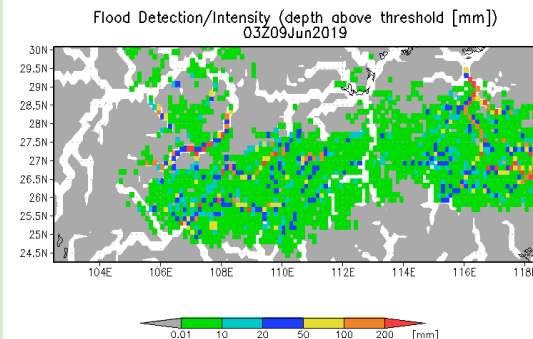 Flood Detection/Intensity (depth above threshold [mm])
03Z09Jun2019
30N
29.5N
29N
28.5N
28N
27.5N
27N
26.5N
26N
25.5N
25N
24.5N
104E 106E 108E 110E 112E 114E 116E 118E
0.01 10 20 50 100 200 [mm]